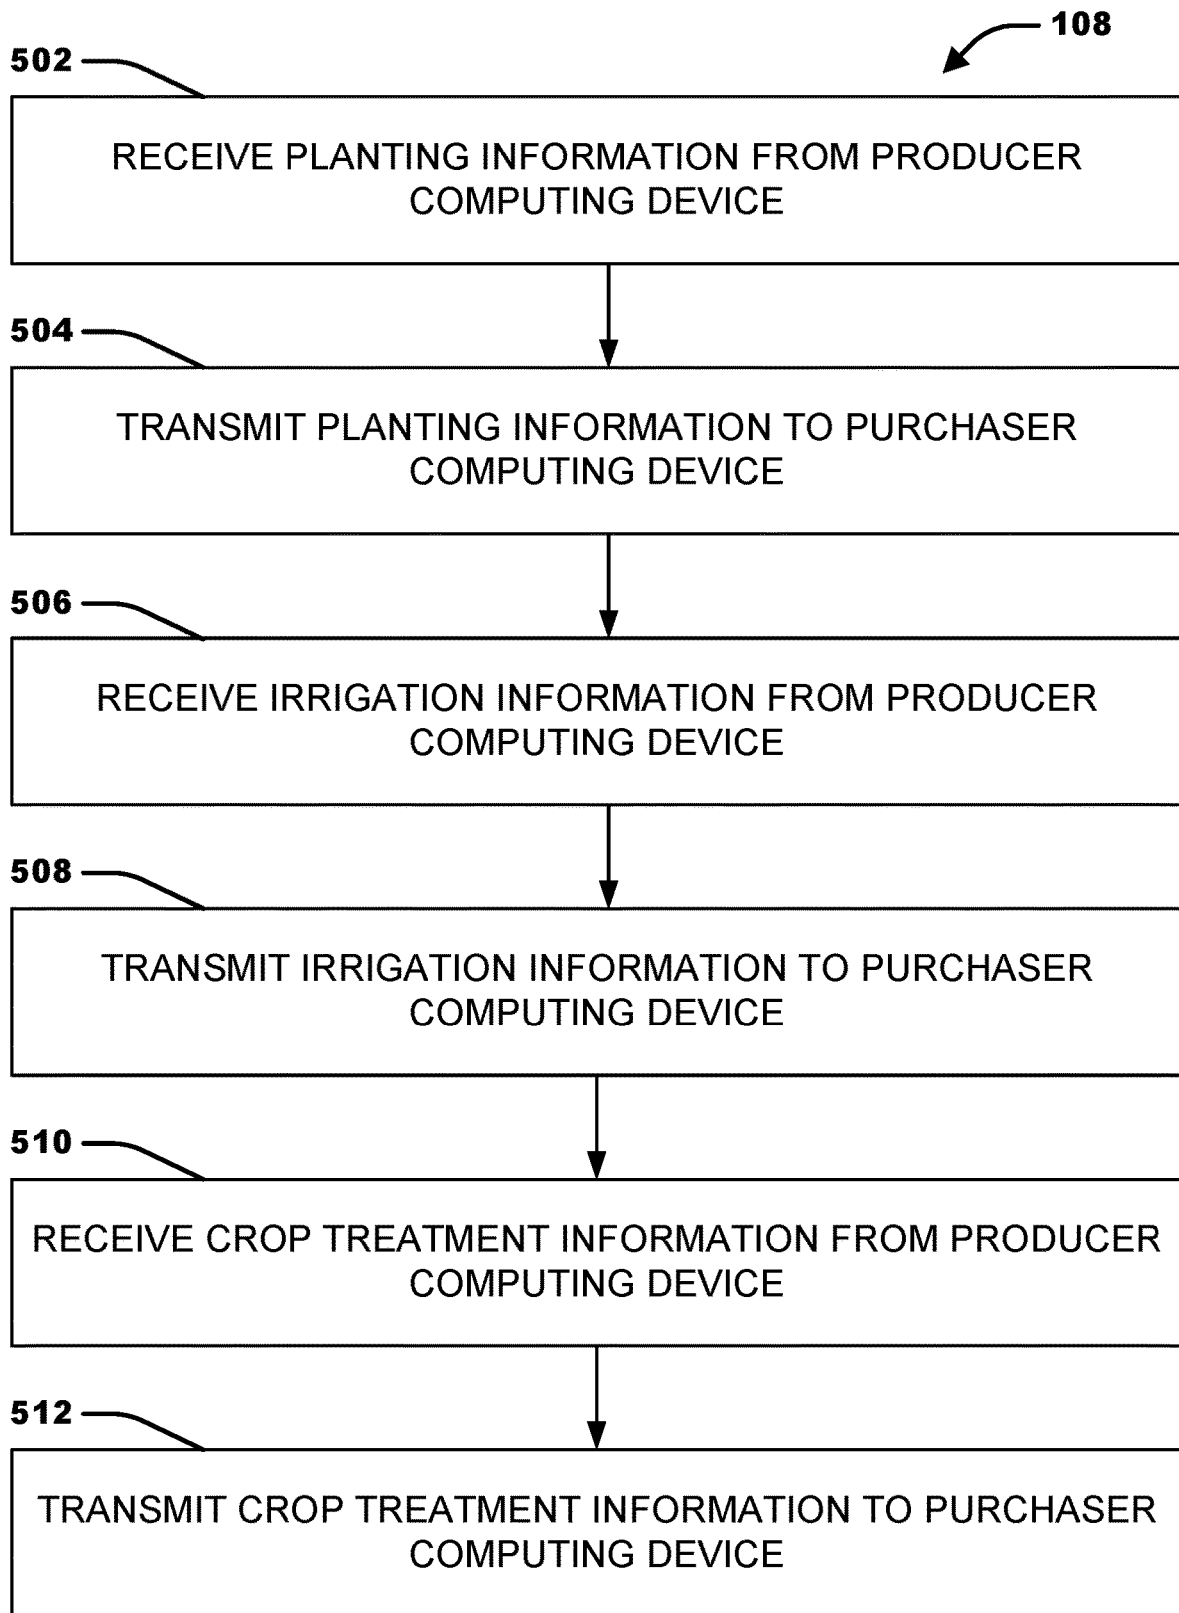 108
502
RECEIVE PLANTING INFORMATION FROM PRODUCER
COMPUTING DEVICE
504
TRANSMIT PLANTING INFORMATION TO PURCHASER
COMPUTING DEVICE
506
RECEIVE IRRIGATION INFORMATION FROM PRODUCER
COMPUTING DEVICE
508
TRANSMIT IRRIGATION INFORMATION TO PURCHASER
COMPUTING DEVICE
510
RECEIVE CROP TREATMENT INFORMATION FROM PRODUCER
COMPUTING DEVICE
512
TRANSMIT CROP TREATMENT INFORMATION TO PURCHASER
COMPUTING DEVICE